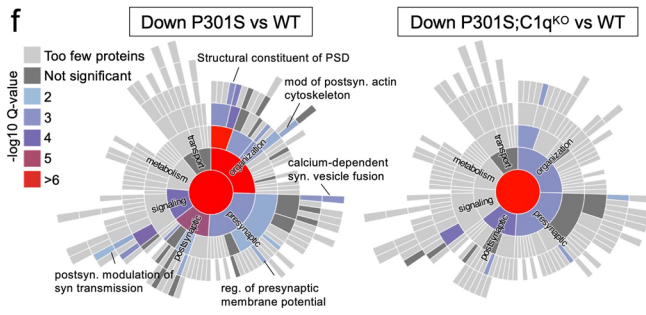 f
Down P301S vs WT
Down P301S;C1qKO vs WT
-log10 Q-value
Too few proteins
Not significant
2
3
4
5
>6
Structural constituent of PSD
mod of postsyn. actin
cytoskeleton
calcium-dependent
syn. vesicle fusion
reg. of presynaptic
membrane potential
postsyn. modulation of
syn transmission
transport
organization
metabolism
signaling
postsynaptic
presynaptic
transport
organization
metabolism
signaling
postsynaptic
presynaptic